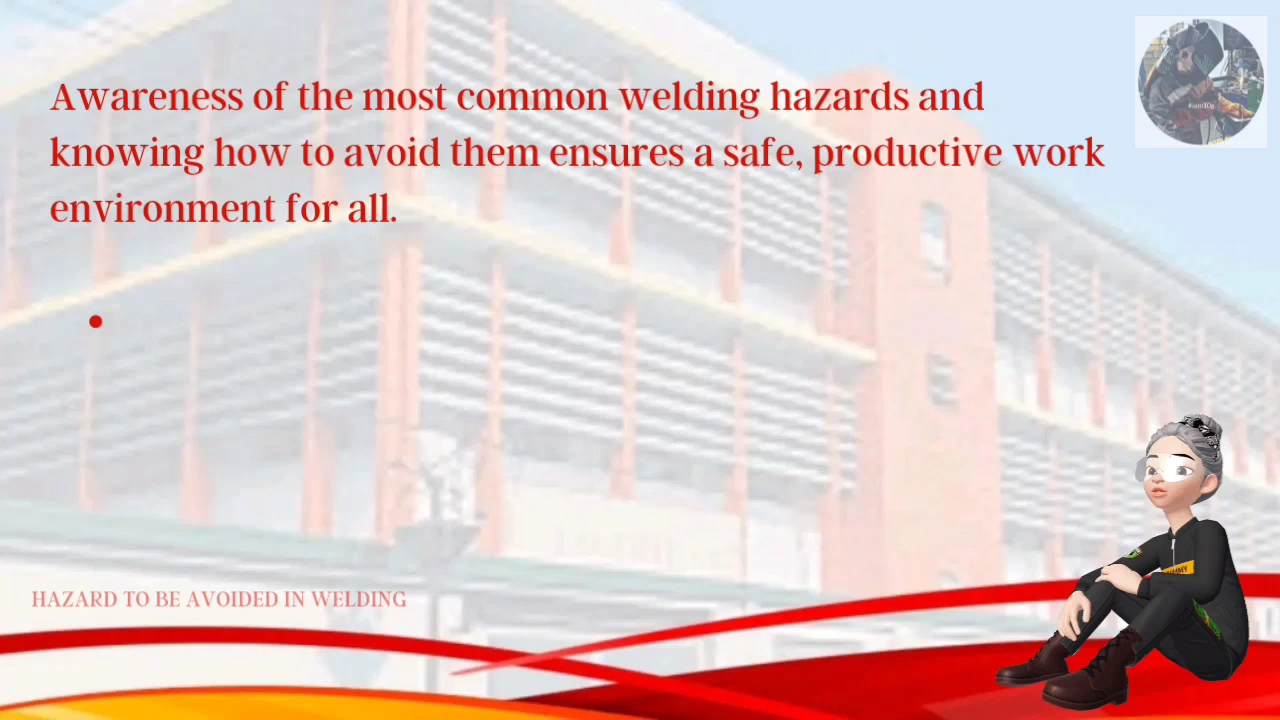 Awareness of the most common welding hazards and
knowing how to avoid them ensures a safe, productive work
environment for all.
HAZARD TO BE AVOIDED IN WELDING